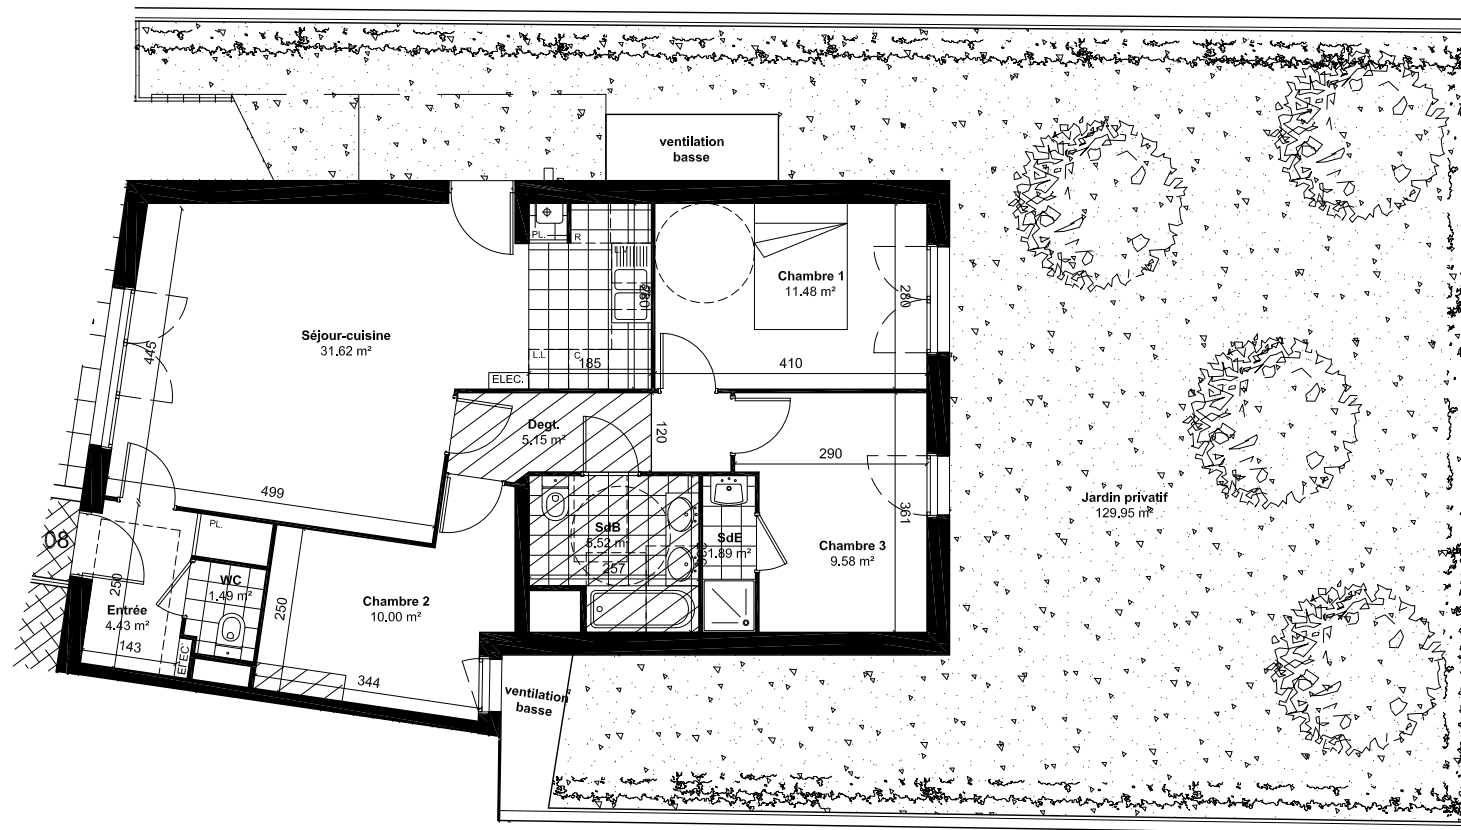 ventilation
basse
PL.
R
L.V
Chambre 1
11.48 m²
280
Séjour-cuisine
31.62 m²
445
L.L
C
185
410
ELEC.
Degt.
5.15 m²
120
290
499
361
Jardin privatif
129.95 m²
PL.
SdB
5.52 m²
257
SdE
1.89 m²
Chambre 3
9.58 m²
08
250
WC
1.49 m²
Entrée
4.43 m²
143
ELEC
250
Chambre 2
10.00 m²
344
ventilation
basse